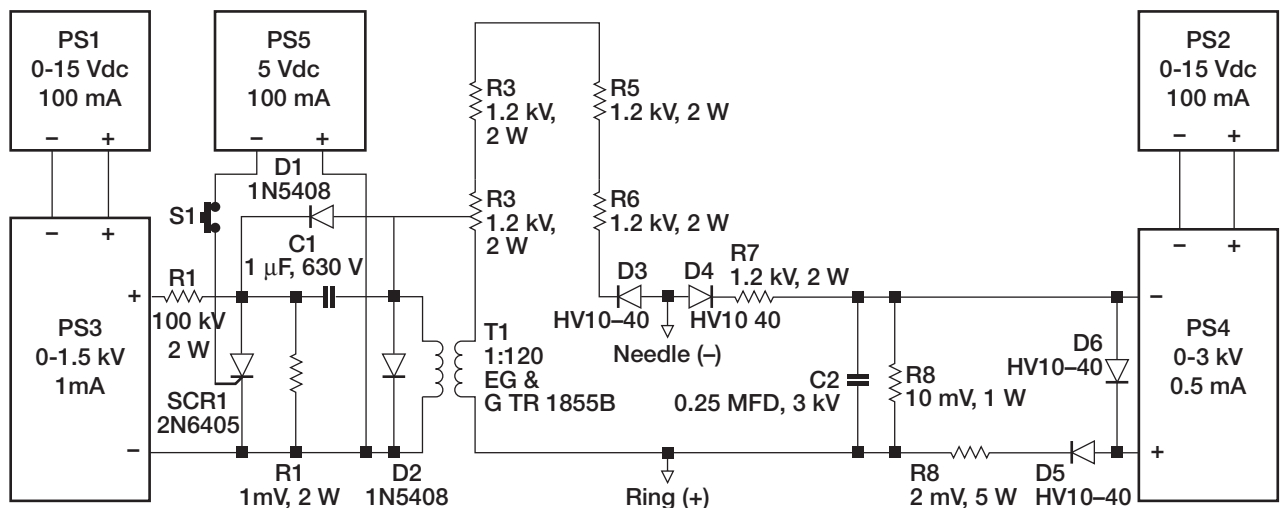 PS1
0-15 Vdc
100 mA
− +
PS5
5 Vdc
100 mA
− +
PS2
0-15 Vdc
100 mA
− +
R3
1.2 kV,
2 W
R5
1.2 kV, 2 W
D1
1N5408
S1
R3
1.2 kV,
2 W
R6
1.2 kV, 2 W
− +
PS3
0-1.5 kV
1mA
+
−
R1
100 kV
2 W
C1
1 µF, 630 V
SCR1
2N6405
R1
1mV, 2 W
D2
1N5408
T1
1:120
EG &
G TR 1855B
D3
HV10–40
D4
HV10 40
R7
1.2 kV, 2 W
Needle (–)
Ring (+)
C2
0.25 MFD, 3 kV
R8
10 mV, 1 W
D6
HV10–40
R8
2 mV, 5 W
D5
HV10–40
− +
−
PS4
0-3 kV
0.5 mA
+